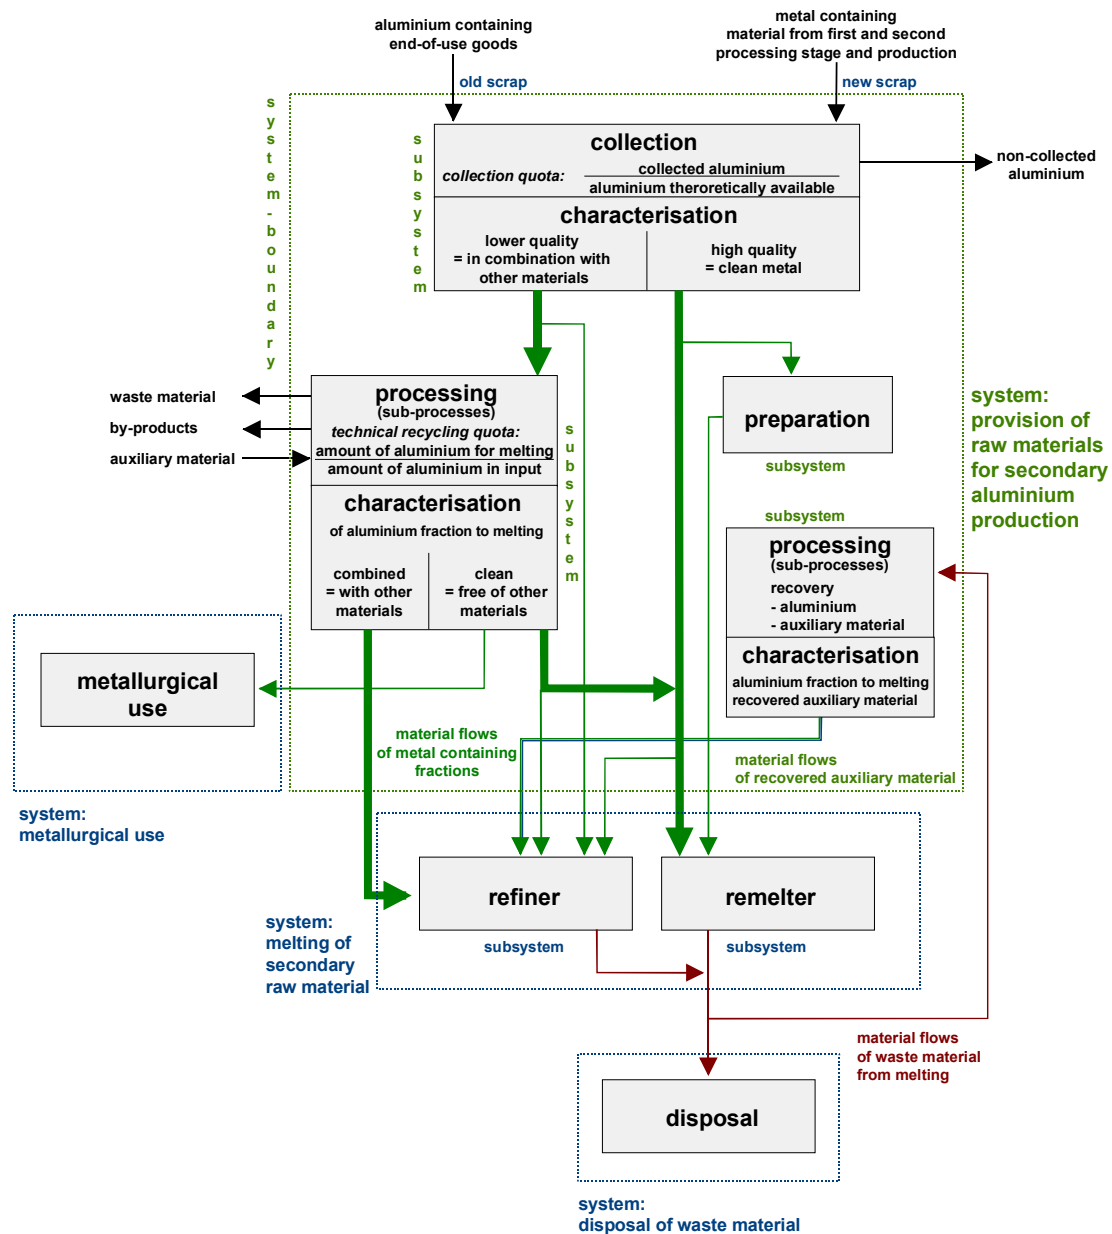 aluminium containing
end-of-use goods
metal containing
material from first and second
processing stage and production
old scrap
new scrap
system-boundary
subsystem
collection
collection quota: collected aluminium
aluminium theroretically available
non-collected
aluminium
characterisation
lower quality
= in combination with
other materials
high quality
= clean metal
waste material
by-products
auxiliary material
processing
(sub-processes)
technical recycling quota:
amount of aluminium for melting
amount of aluminium in input
characterisation
of aluminium fraction to melting
combined
= with other
materials
clean
= free of other
materials
subsystem
preparation
subsystem
system:
provision of
raw materials
for secondary
aluminium
production
subsystem
processing
(sub-processes)
recovery
- aluminium
- auxiliary material
characterisation
aluminium fraction to melting
recovered auxiliary material
metallurgical
use
system:
metallurgical use
material flows
of metal containing
fractions
material flows
of recovered auxiliary material
refiner
remelter
subsystem
subsystem
system:
melting of
secondary
raw material
material flows
of waste material
from melting
disposal
system:
disposal of waste material